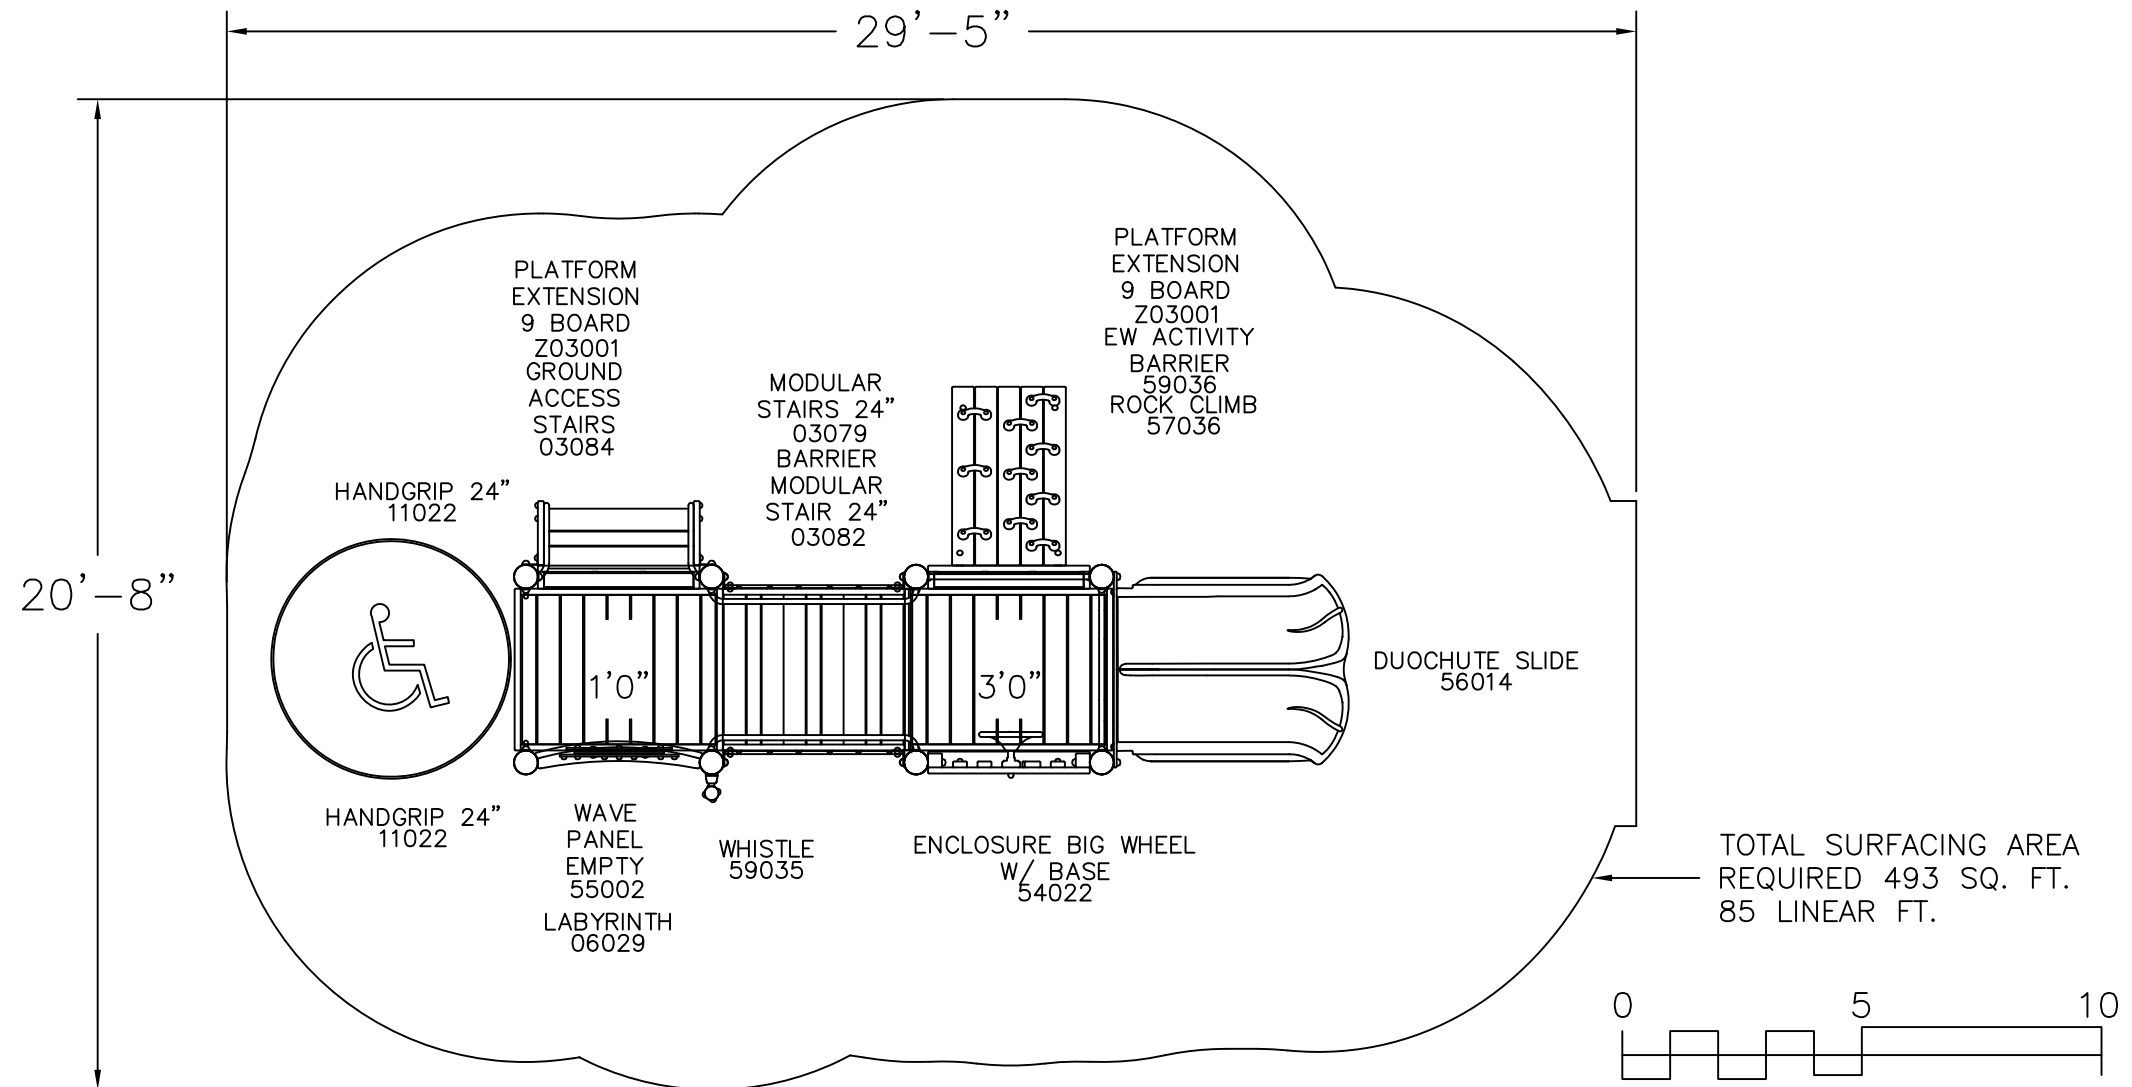 29'-5"
20'-8"
PLATFORM
EXTENSION
9 BOARD
Z03001
GROUND
ACCESS
STAIRS
03084
PLATFORM
EXTENSION
9 BOARD
Z03001
EW ACTIVITY
BARRIER
59036
ROCK CLIMB
57036
MODULAR
STAIRS 24"
03079
BARRIER
MODULAR
STAIR 24"
03082
HANDGRIP 24"
11022
1'0"
3'0"
DUOCHUTE SLIDE
56014
HANDGRIP 24"
11022
WAVE
PANEL
EMPTY
55002
LABYRINTH
06029
WHISTLE
59035
ENCLOSURE BIG WHEEL
W/ BASE
54022
TOTAL SURFACING AREA
REQUIRED 493 SQ. FT.
85 LINEAR FT.
0 5 10